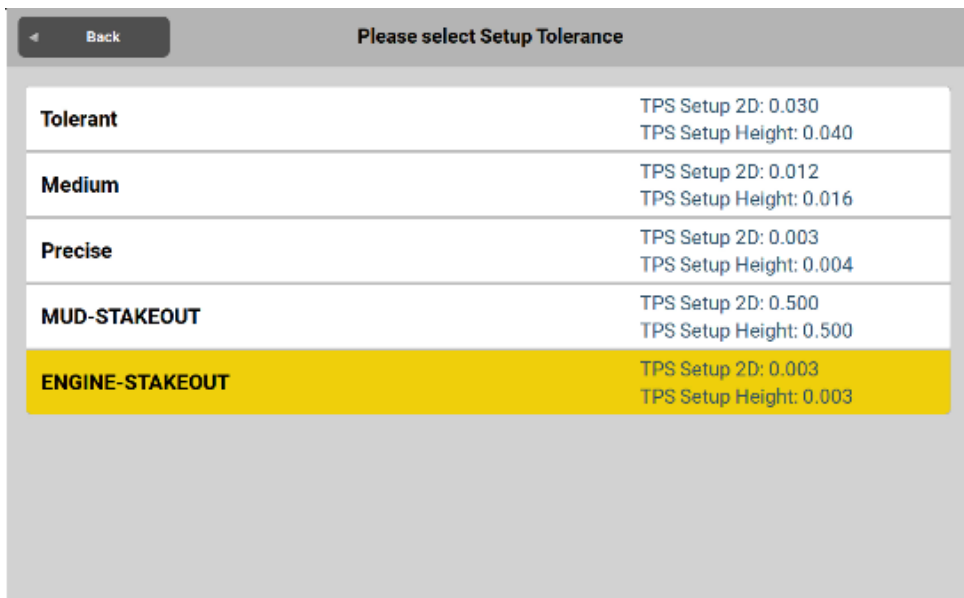 Back
Please select Setup Tolerance
Tolerant
TPS Setup 2D: 0.030
TPS Setup Height: 0.040
Medium
TPS Setup 2D: 0.012
TPS Setup Height: 0.016
Precise
TPS Setup 2D: 0.003
TPS Setup Height: 0.004
MUD-STAKEOUT
TPS Setup 2D: 0.500
TPS Setup Height: 0.500
ENGINE-STAKEOUT
TPS Setup 2D: 0.003
TPS Setup Height: 0.003